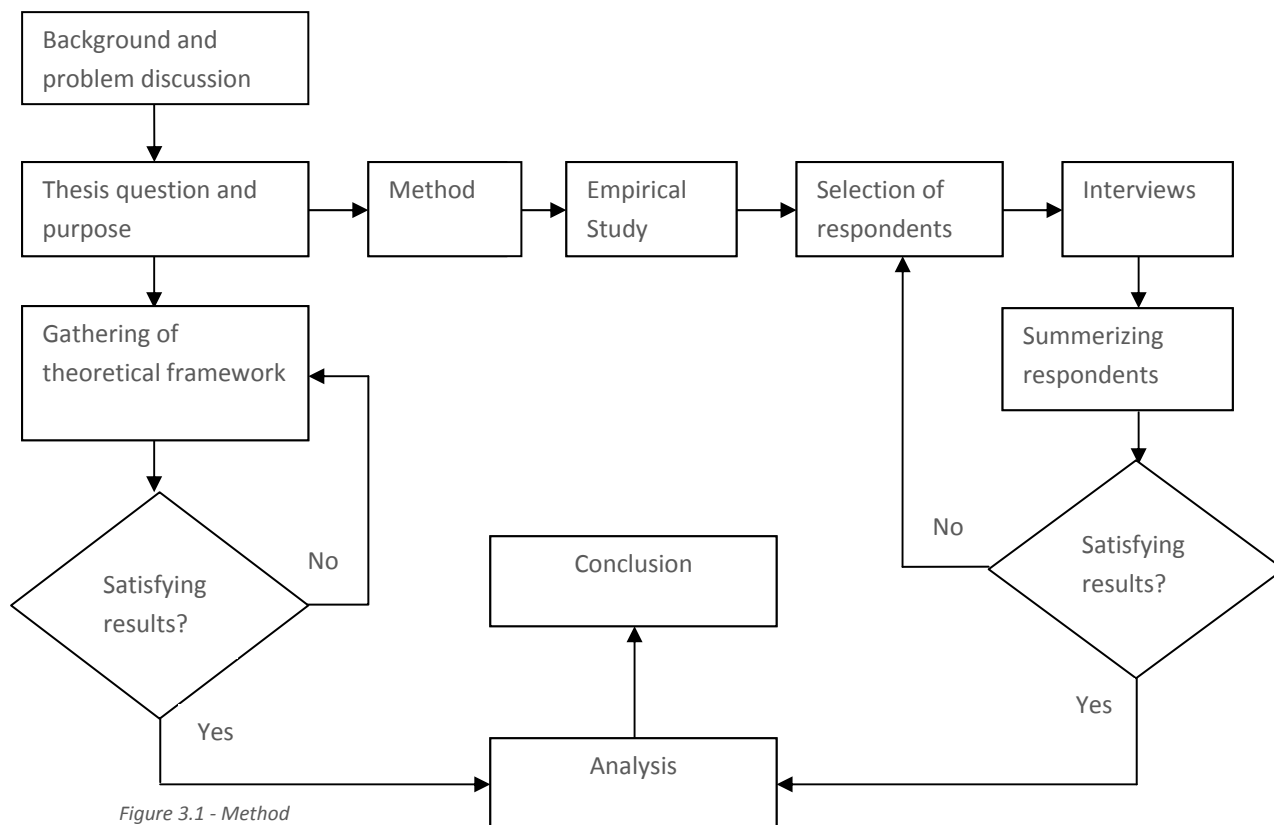 Background and
problem discussion
Thesis question and
purpose
Method
Empirical
Study
Selection of
respondents
Interviews
Gathering of
theoretical framework
Summerizing
respondents
No
Satisfying
results?
Conclusion
No
Satisfying
results?
Yes
Yes
Analysis
Figure 3.1 - Method